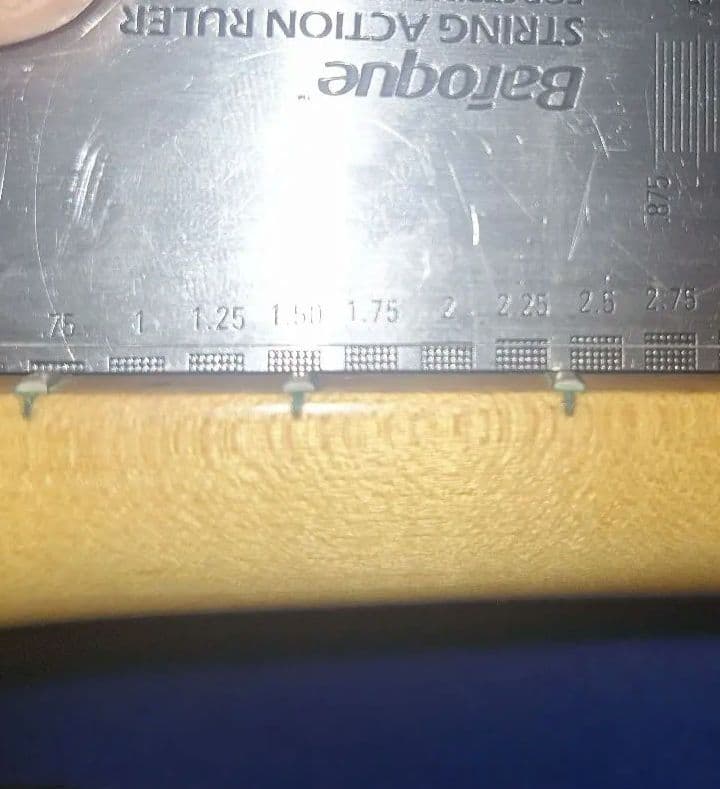 Baroque™
STRING ACTION RULER
.875
.75 1 1.25 1.50 1.75 2 2.25 2.5 2.75